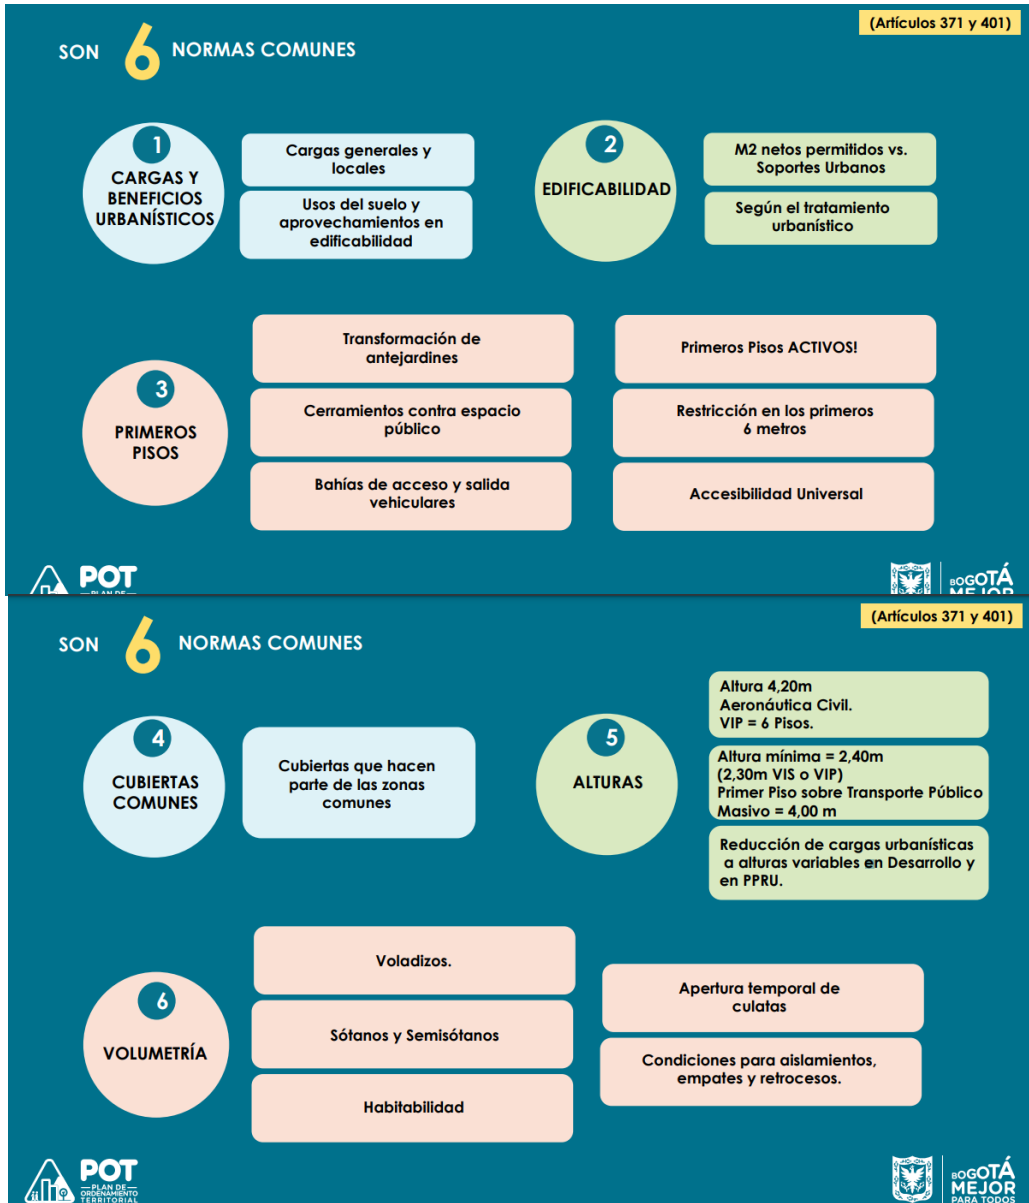 (Artículos 371 y 401)
SON 6 NORMAS COMUNES
1
CARGAS Y
BENEFICIOS
URBANÍSTICOS
Cargas generales y
locales
Usos del suelo y
aprovechamientos en
edificabilidad
2
EDIFICABILIDAD
M2 netos permitidos vs.
Soportes Urbanos
Según el tratamiento
urbanístico
3
PRIMEROS
PISOS
Transformación de
antejardines
Cerramientos contra espacio
público
Bahías de acceso y salida
vehiculares
Primeros Pisos ACTIVOS!
Restricción en los primeros
6 metros
Accesibilidad Universal
POT
PLAN DE
BOGOTÁ
MEJOR
(Artículos 371 y 401)
SON 6 NORMAS COMUNES
4
CUBIERTAS
COMUNES
Cubiertas que hacen
parte de las zonas
comunes
5
ALTURAS
Altura 4,20m
Aeronáutica Civil.
VIP = 6 Pisos.
Altura mínima = 2,40m
(2,30m VIS o VIP)
Primer Piso sobre Transporte Público
Masivo = 4,00 m
Reducción de cargas urbanísticas
a alturas variables en Desarrollo y
en PPRU.
6
VOLUMETRÍA
Voladizos.
Sótanos y Semisótanos
Habitabilidad
Apertura temporal de
culatas
Condiciones para aislamientos,
empates y retrocesos.
POT
PLAN DE
ORDENAMIENTO
TERRITORIAL
BOGOTÁ
MEJOR
PARA TODOS